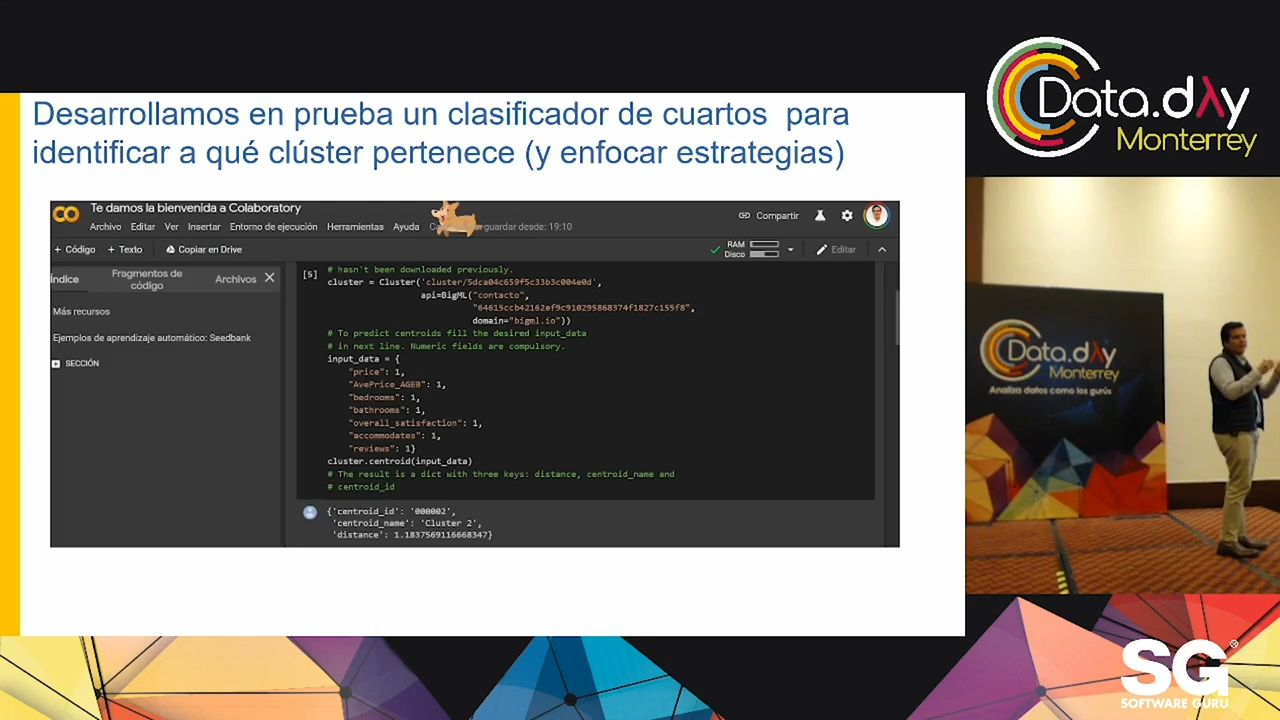 Desarrollamos en prueba un clasificador de cuartos para
identificar a qué clúster pertenece (y enfocar estrategias)
Te damos la bienvenida a Colaboratory
Archivo Editar Ver Insertar Entorno de ejecución Herramientas Ayuda guardar desde: 19:10
Compartir
+ Código + Texto Copiar en Drive
RAM
Disco
Editar
Índice
Fragmentos de código
Archivos
Más recursos
Ejemplos de aprendizaje automático: Seedbank
SECCIÓN
[5]
# hasn't been downloaded previously.
cluster = Cluster('cluster/5dca04c659f5c33b3c004e0d',
api=BigML("contacto",
"64615ccb42162ef9c910295868374f1827c155f8",
domain="bigml.io"))
# To predict centroids fill the desired input_data
# in next line. Numeric fields are compulsory.
input_data = {
"price": 1,
"AvePrice_AGEB": 1,
"bedrooms": 1,
"bathrooms": 1,
"overall_satisfaction": 1,
"accommodates": 1,
"reviews": 1}
cluster.centroid(input_data)
# The result is a dict with three keys: distance, centroid_name and
# centroid_id
{'centroid_id': '000002',
'centroid_name': 'Cluster 2',
'distance': 1.1837569116668347}
Data.day
Monterrey
Data.day
Monterrey
Analiza datos como los gurús
SG
SOFTWARE GURU